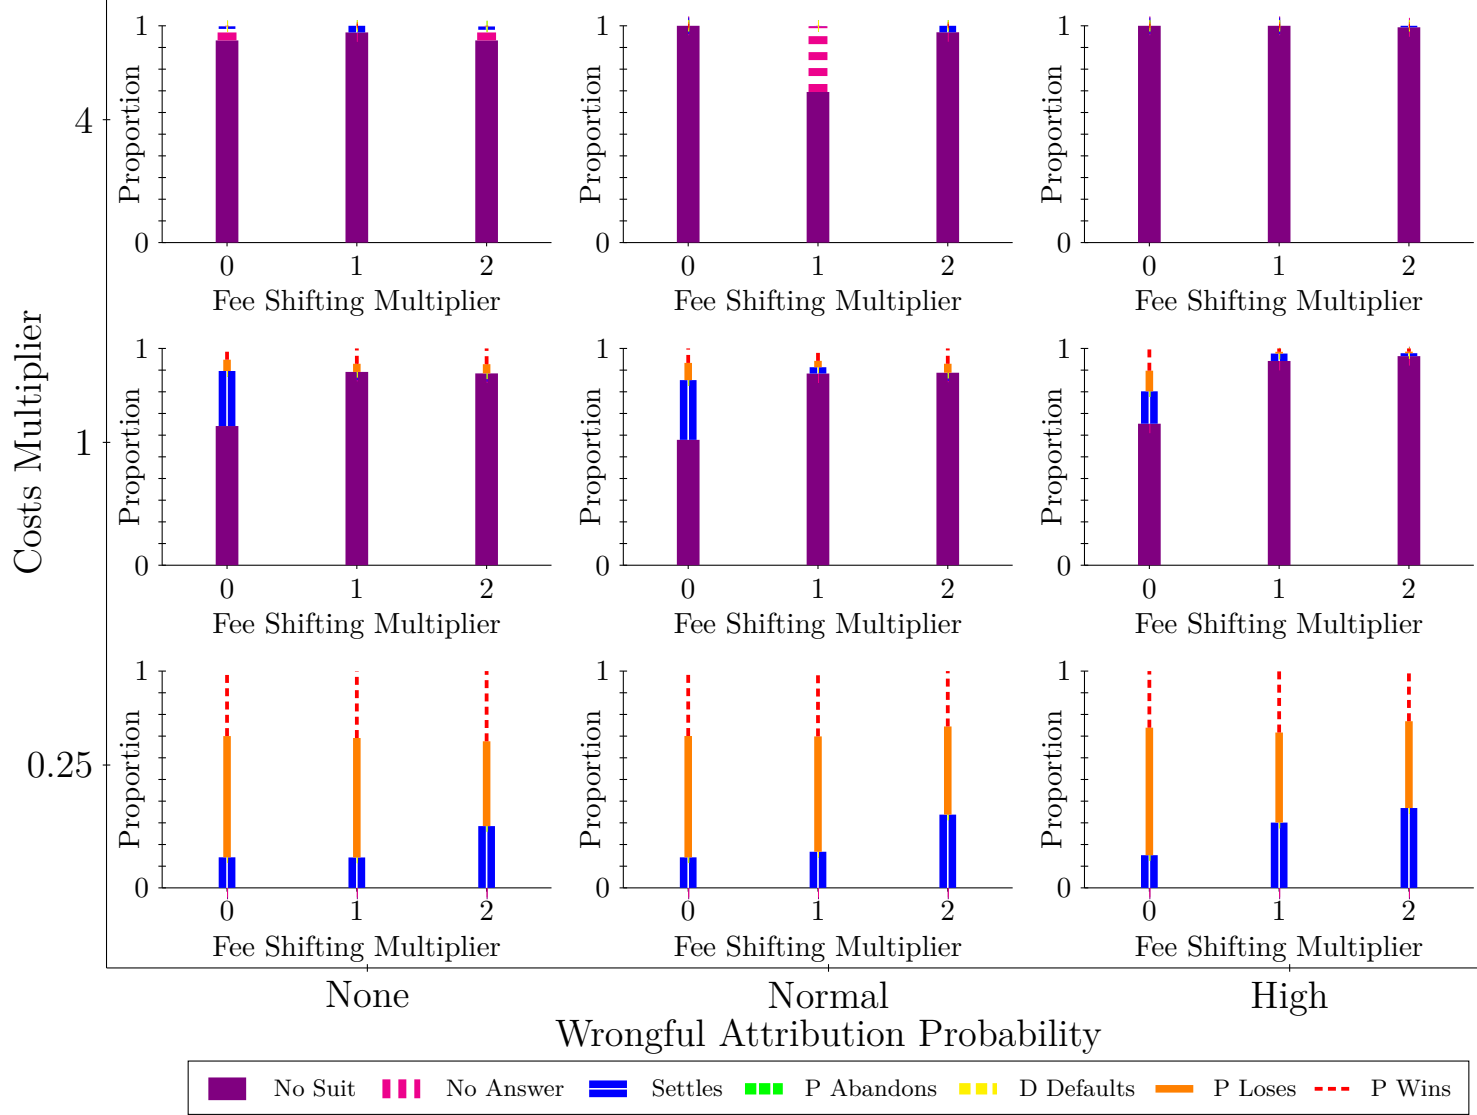 1 1 1
Proportion Proportion Proportion
4
0 0 0
0 1 2 0 1 2 0 1 2
Fee Shifting Multiplier Fee Shifting Multiplier Fee Shifting Multiplier
1 1 1
Costs Multiplier
Proportion Proportion Proportion
1
0 0 0
0 1 2 0 1 2 0 1 2
Fee Shifting Multiplier Fee Shifting Multiplier Fee Shifting Multiplier
1 1 1
Proportion Proportion Proportion
0.25
0 0 0
0 1 2 0 1 2 0 1 2
Fee Shifting Multiplier Fee Shifting Multiplier Fee Shifting Multiplier
None Normal High
Wrongful Attribution Probability
No Suit No Answer Settles P Abandons D Defaults P Loses P Wins